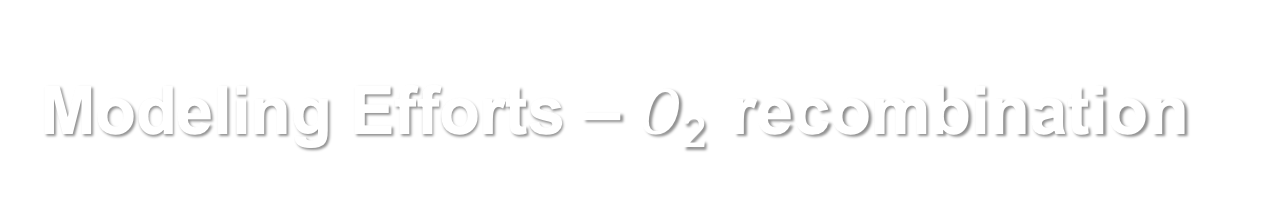 Modeling Efforts – O₂ recombination